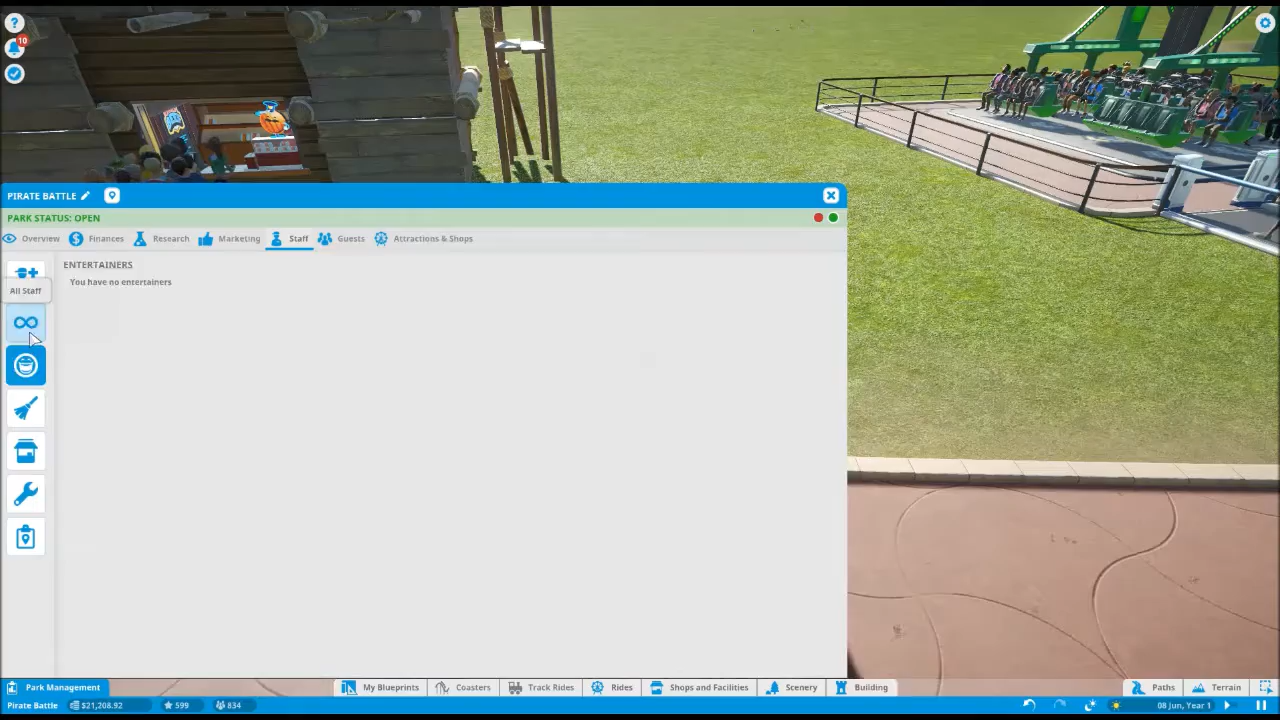 ?
10
PIRATE BATTLE
PARK STATUS: OPEN
Overview Finances Research Marketing Staff Guests Attractions & Shops
ENTERTAINERS
You have no entertainers
All Staff
Park Management My Blueprints Coasters Track Rides Rides Shops and Facilities Scenery Building Paths Terrain
Pirate Battle $21,208.92 599 834 08 Jun, Year 1